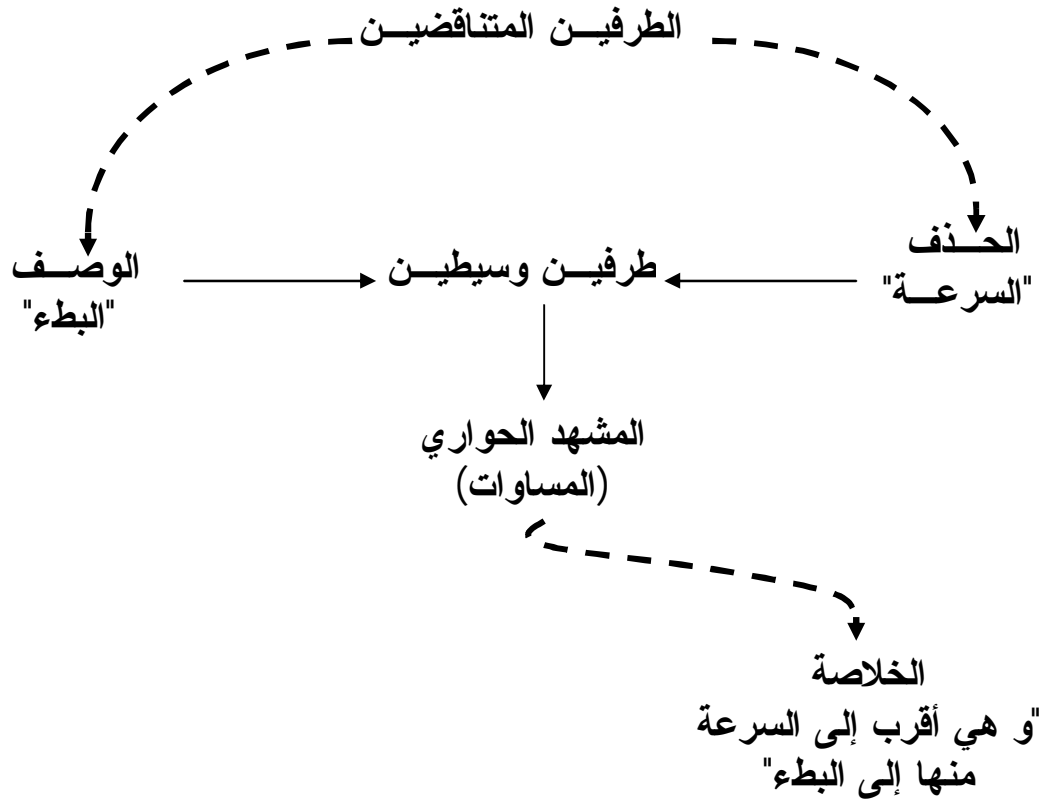 الطرفين المتناقضين
الحذف
"السرعة"
طرفين وسيطين
الوصف
"البطء"
المشهد الحواري
(المساوات)
الخلاصة
"و هي أقرب إلى السرعة
منها إلى البطء"